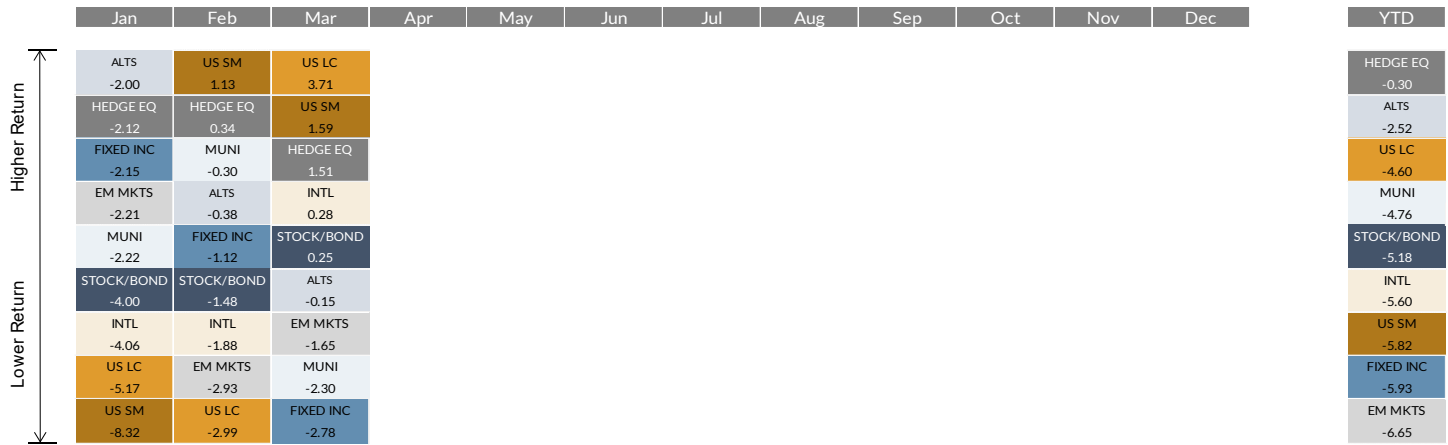 Jan Feb Mar Apr May Jun Jul Aug Sep Oct Nov Dec YTD
Higher Return
Lower Return
ALTS US SM US LC HEDGE EQ
-2.00 1.13 3.71 -0.30
HEDGE EQ HEDGE EQ US SM ALTS
-2.12 0.34 1.59 -2.52
FIXED INC MUNI HEDGE EQ US LC
-2.15 -0.30 1.51 -4.60
EM MKTS ALTS INTL MUNI
-2.21 -0.38 0.28 -4.76
MUNI FIXED INC STOCK/BOND STOCK/BOND
-2.22 -1.12 0.25 -5.18
STOCK/BOND STOCK/BOND ALTS INTL
-4.00 -1.48 -0.15 -5.60
INTL INTL EM MKTS US SM
-4.06 -1.88 -1.65 -5.82
US LC EM MKTS MUNI FIXED INC
-5.17 -2.93 -2.30 -5.93
US SM US LC FIXED INC EM MKTS
-8.32 -2.99 -2.78 -6.65